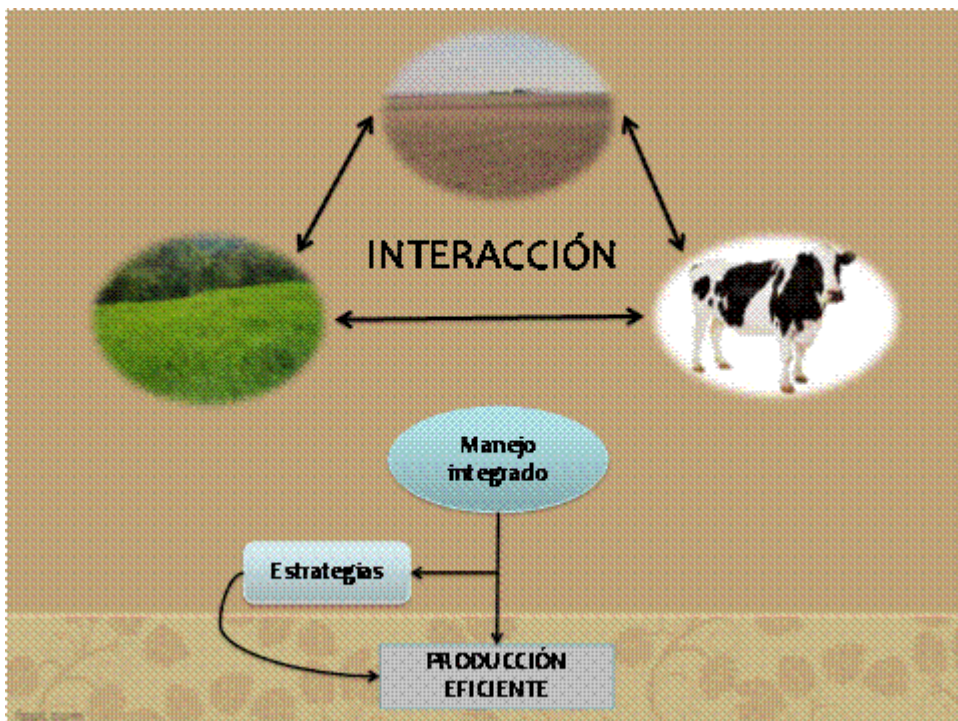 INTERACCIÓN
Manejo
integrado
Estrategias
PRODUCCIÓN
EFICIENTE